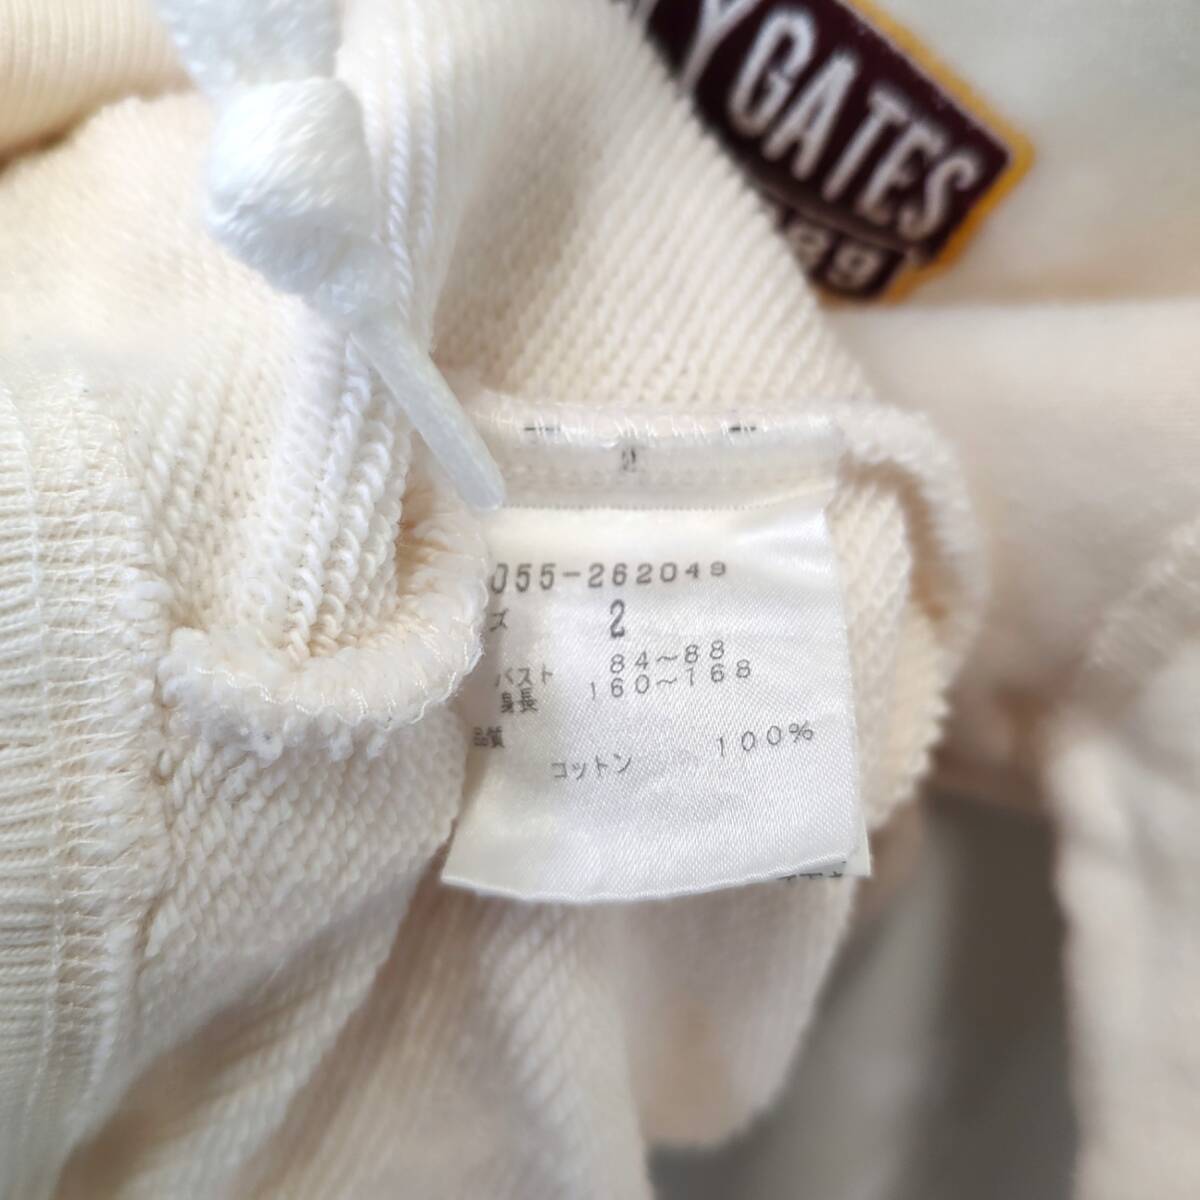 Y GATES
89
055-262049
ズ 2
バスト 84~88
身長 160~168
品質
コットン 100%